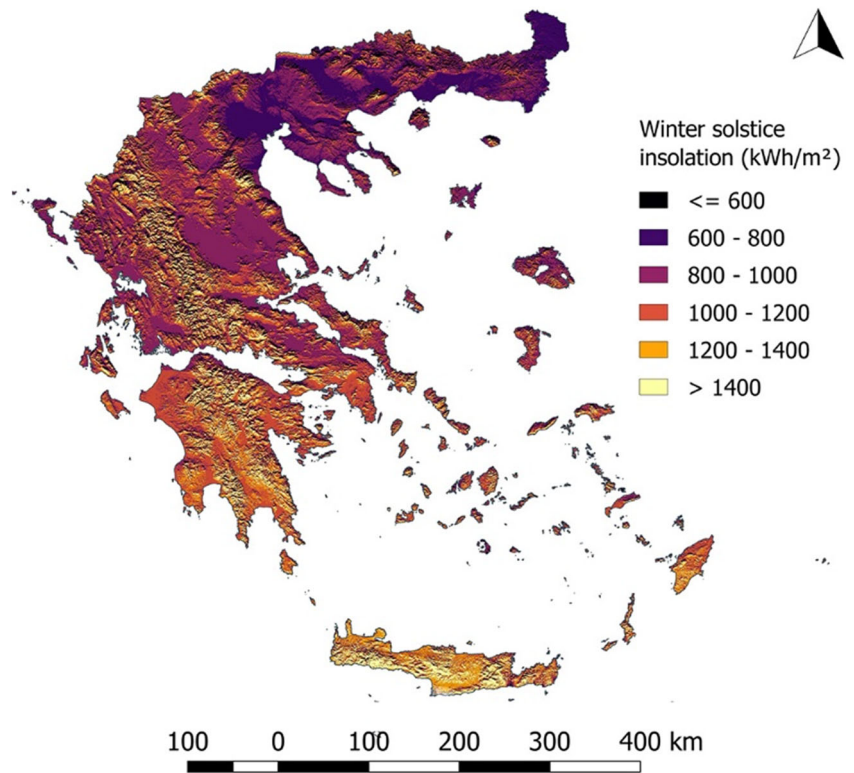 Winter solstice
insolation (kWh/m²)
<= 600
600 - 800
800 - 1000
1000 - 1200
1200 - 1400
> 1400
100 0 100 200 300 400 km